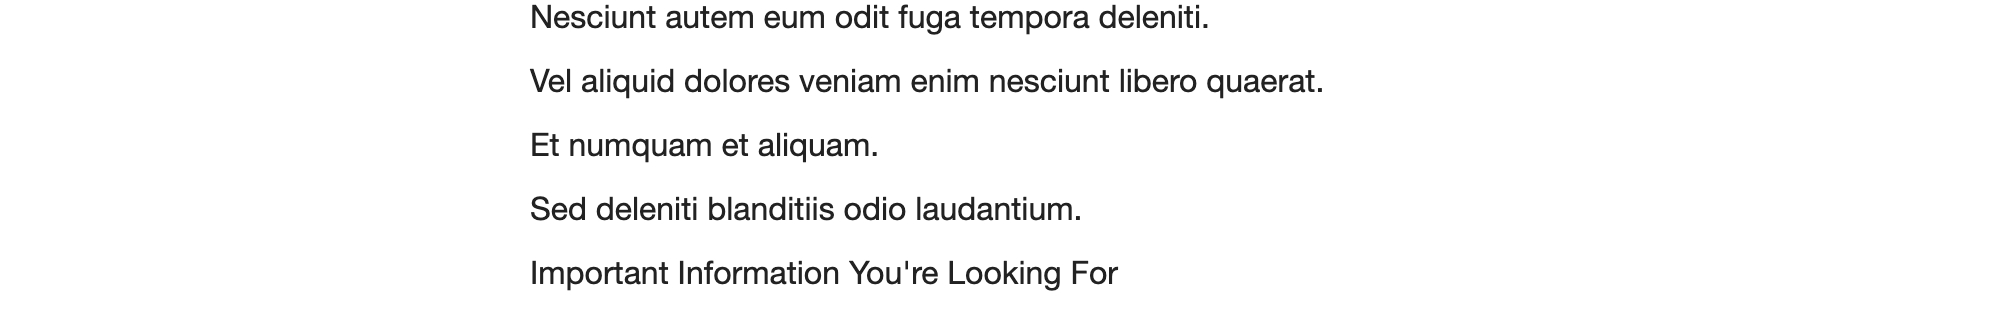 Nesciunt autem eum odit fuga tempora deleniti.
Vel aliquid dolores veniam enim nesciunt libero quaerat.
Et numquam et aliquam.
Sed deleniti blanditiis odio laudantium.
Important Information You're Looking For